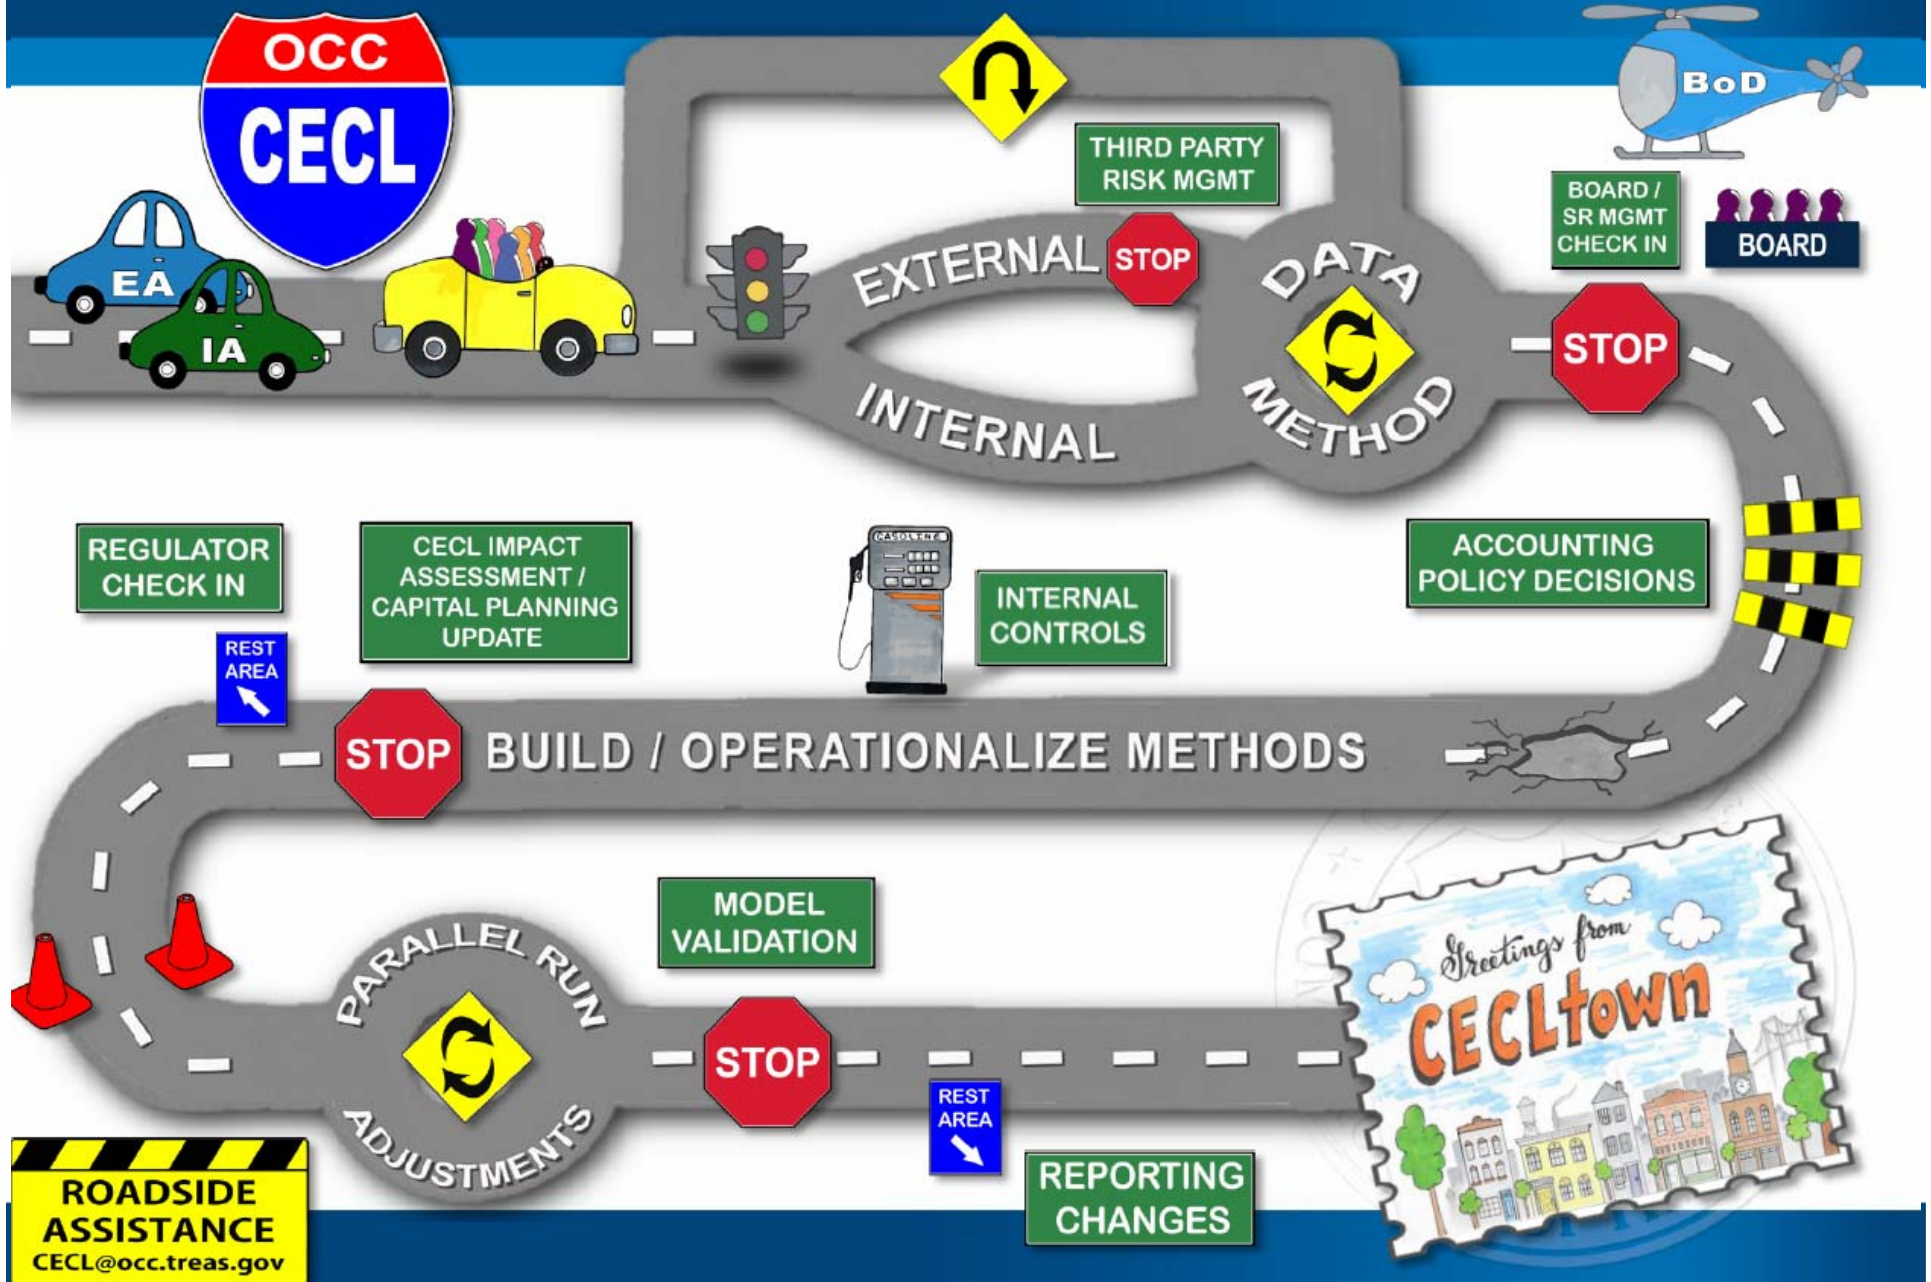 OCC
CECL
EA
IA
THIRD PARTY
RISK MGMT
BoD
BOARD /
SR MGMT
CHECK IN
BOARD
EXTERNAL
STOP
INTERNAL
DATA
METHOD
STOP
ACCOUNTING
POLICY DECISIONS
GASOLINE
INTERNAL
CONTROLS
BUILD / OPERATIONALIZE METHODS
CECL IMPACT
ASSESSMENT /
CAPITAL PLANNING
UPDATE
STOP
REGULATOR
CHECK IN
REST
AREA
PARALLEL RUN
ADJUSTMENTS
MODEL
VALIDATION
STOP
REST
AREA
REPORTING
CHANGES
Greetings from
CECLtown
ROADSIDE
ASSISTANCE
CECL@occ.treas.gov